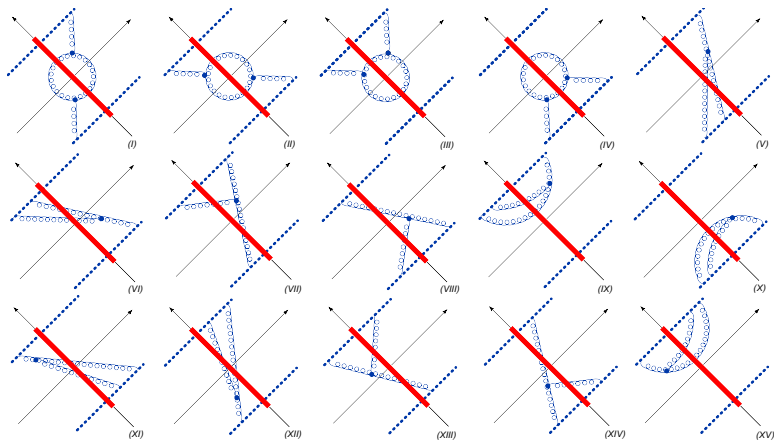 (I) (II) (III) (IV) (V)
(VI) (VII) (VIII) (IX) (X)
(XI) (XII) (XIII) (XIV) (XV)